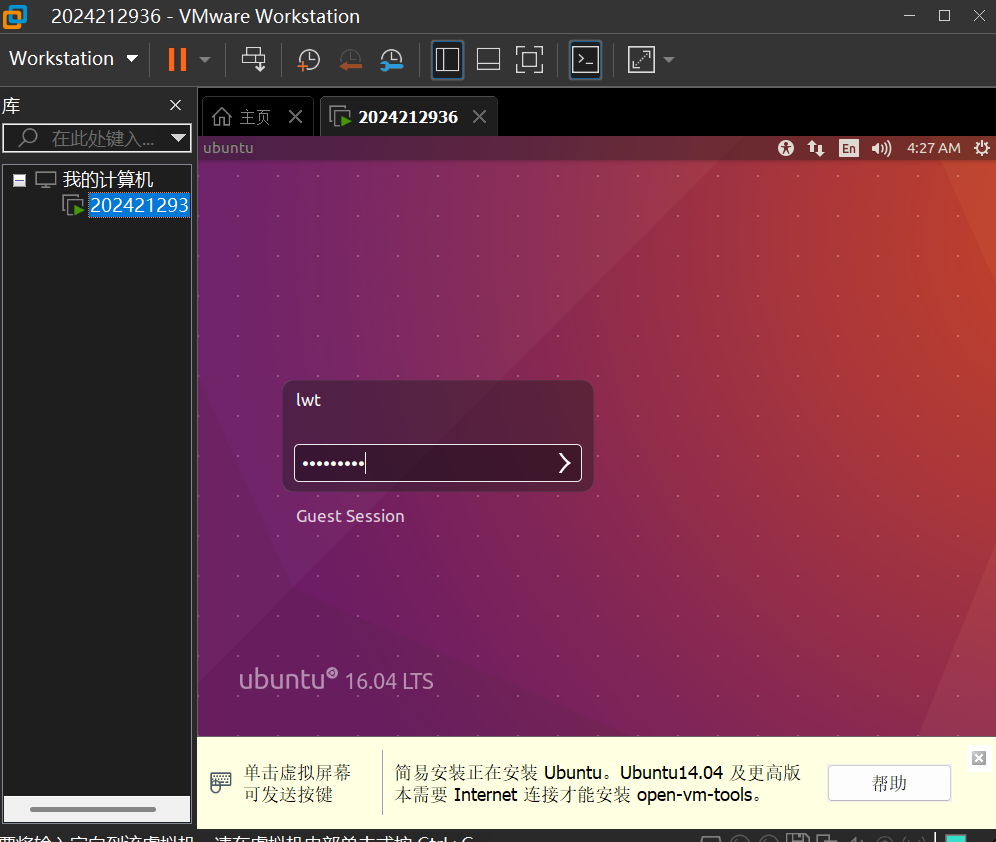 2024212936 - VMware Workstation
Workstation
库
在此处键入...
我的计算机
202421293
主页
2024212936
ubuntu
En
4:27 AM
lwt
•••••••••
Guest Session
ubuntu 16.04 LTS
单击虚拟屏幕
可发送按键
简易安装正在安装 Ubuntu。Ubuntu14.04 及更高版
本需要 Internet 连接才能安装 open-vm-tools。
帮助